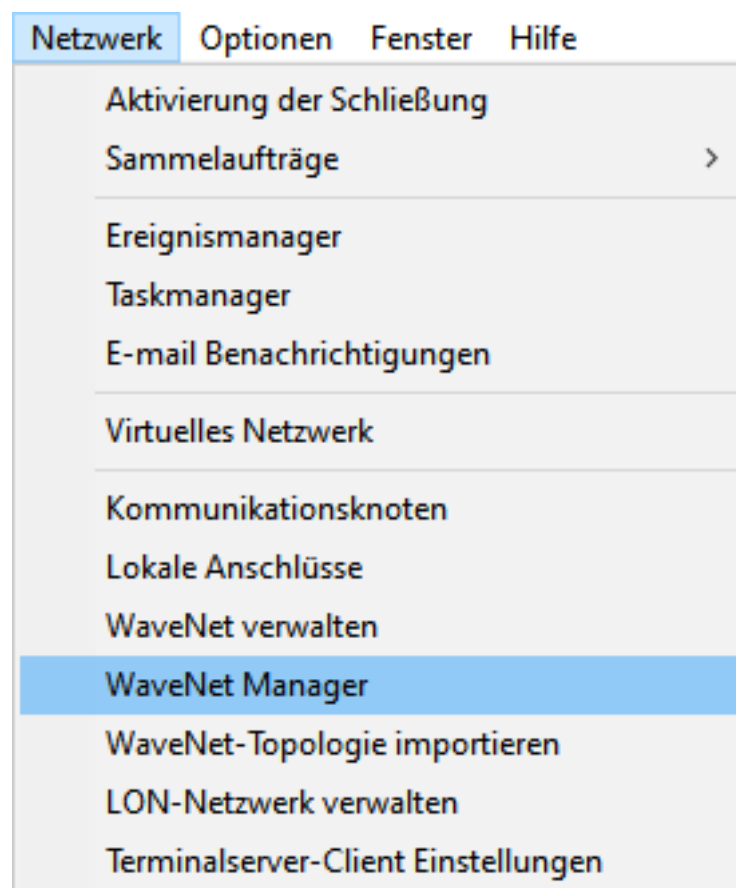 Netzwerk Optionen Fenster Hilfe
Aktivierung der Schließung
Sammelaufträge
Ereignismanager
Taskmanager
E-mail Benachrichtigungen
Virtuelles Netzwerk
Kommunikationsknoten
Lokale Anschlüsse
WaveNet verwalten
WaveNet Manager
WaveNet-Topologie importieren
LON-Netzwerk verwalten
Terminalserver-Client Einstellungen